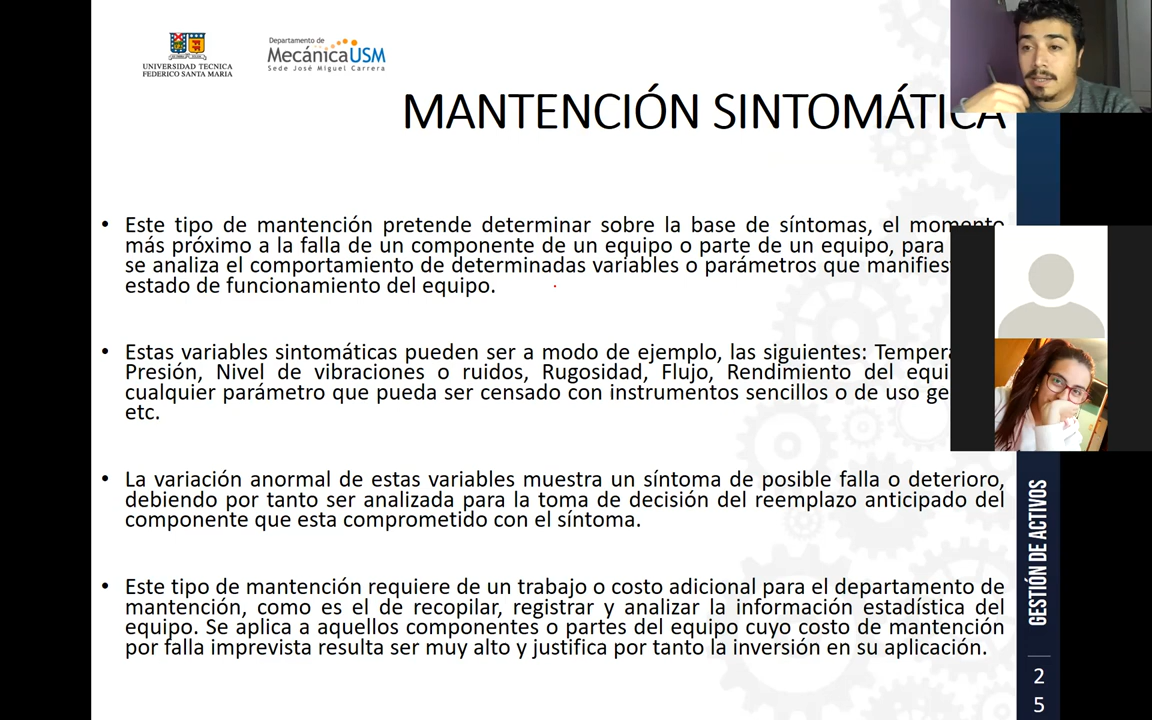 UNIVERSIDAD TECNICA
FEDERICO SANTA MARIA
Departamento de
MecánicaUSM
Sede José Miguel Carrera
MANTENCIÓN SINTOMÁTICA
• Este tipo de mantención pretende determinar sobre la base de síntomas, el momento
más próximo a la falla de un componente de un equipo o parte de un equipo, para
se analiza el comportamiento de determinadas variables o parámetros que
estado de funcionamiento del equipo.
• Estas variables sintomáticas pueden ser a modo de ejemplo, las siguientes:
Presión, Nivel de vibraciones o ruidos, Rugosidad, Flujo, Rendimiento del
cualquier parámetro que pueda ser censado con instrumentos sencillos o de uso
etc.
• La variación anormal de estas variables muestra un síntoma de posible falla o deterioro,
debiendo por tanto ser analizada para la toma de decisión del reemplazo anticipado del
componente que esta comprometido con el síntoma.
• Este tipo de mantención requiere de un trabajo o costo adicional para el departamento de
mantención, como es el de recopilar, registrar y analizar la información estadística del
equipo. Se aplica a aquellos componentes o partes del equipo cuyo costo de mantención
por falla imprevista resulta ser muy alto y justifica por tanto la inversión en su aplicación.
GESTIÓN DE ACTIVOS
2
5